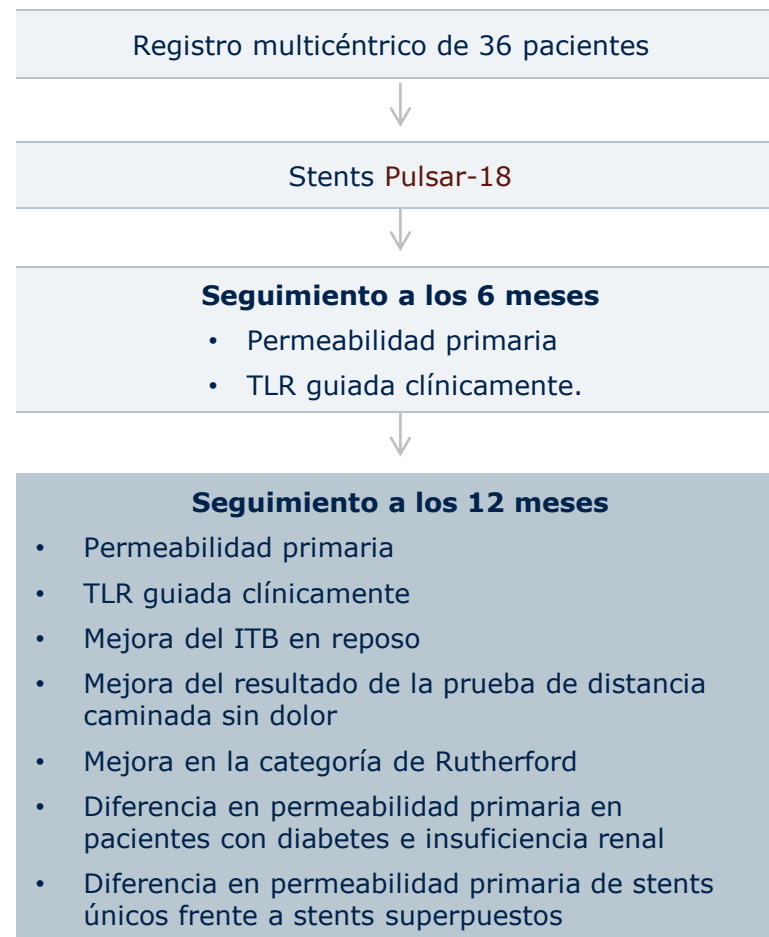 Registro multicéntrico de 36 pacientes
Stents Pulsar-18
Seguimiento a los 6 meses
• Permeabilidad primaria
• TLR guiada clínicamente.
Seguimiento a los 12 meses
• Permeabilidad primaria
• TLR guiada clínicamente
• Mejora del ITB en reposo
• Mejora del resultado de la prueba de distancia
caminada sin dolor
• Mejora en la categoría de Rutherford
• Diferencia en permeabilidad primaria en
pacientes con diabetes e insuficiencia renal
• Diferencia en permeabilidad primaria de stents
únicos frente a stents superpuestos